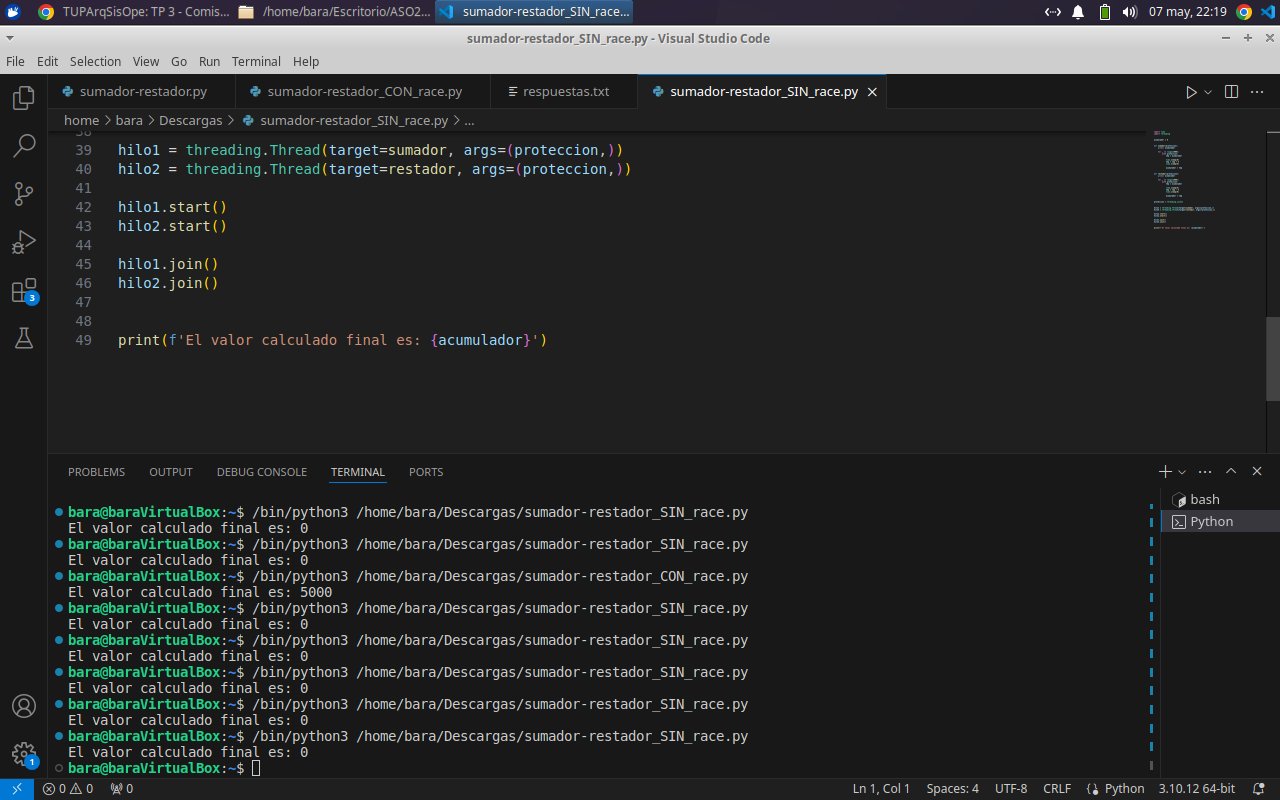 TUPArqSisOpe: TP 3 - Comis... /home/bara/Escritorio/ASO2... sumador-restador_SIN_race... 07 may, 22:19
sumador-restador_SIN_race.py - Visual Studio Code
File Edit Selection View Go Run Terminal Help
sumador-restador.py sumador-restador_CON_race.py respuestas.txt sumador-restador_SIN_race.py
home > bara > Descargas > sumador-restador_SIN_race.py > ...
38
39 hilo1 = threading.Thread(target=sumador, args=(proteccion,))
40 hilo2 = threading.Thread(target=restador, args=(proteccion,))
41
42 hilo1.start()
43 hilo2.start()
44
45 hilo1.join()
46 hilo2.join()
47
48
49 print(f'El valor calculado final es: {acumulador}')
3
PROBLEMS OUTPUT DEBUG CONSOLE TERMINAL PORTS
bash
Python
bara@baraVirtualBox:~$ /bin/python3 /home/bara/Descargas/sumador-restador_SIN_race.py
El valor calculado final es: 0
bara@baraVirtualBox:~$ /bin/python3 /home/bara/Descargas/sumador-restador_SIN_race.py
El valor calculado final es: 0
bara@baraVirtualBox:~$ /bin/python3 /home/bara/Descargas/sumador-restador_CON_race.py
El valor calculado final es: 5000
bara@baraVirtualBox:~$ /bin/python3 /home/bara/Descargas/sumador-restador_SIN_race.py
El valor calculado final es: 0
bara@baraVirtualBox:~$ /bin/python3 /home/bara/Descargas/sumador-restador_SIN_race.py
El valor calculado final es: 0
bara@baraVirtualBox:~$ /bin/python3 /home/bara/Descargas/sumador-restador_SIN_race.py
El valor calculado final es: 0
bara@baraVirtualBox:~$ /bin/python3 /home/bara/Descargas/sumador-restador_SIN_race.py
El valor calculado final es: 0
bara@baraVirtualBox:~$ /bin/python3 /home/bara/Descargas/sumador-restador_SIN_race.py
El valor calculado final es: 0
bara@baraVirtualBox:~$
1
0 0 0 Ln 1, Col 1 Spaces: 4 UTF-8 CRLF Python 3.10.12 64-bit